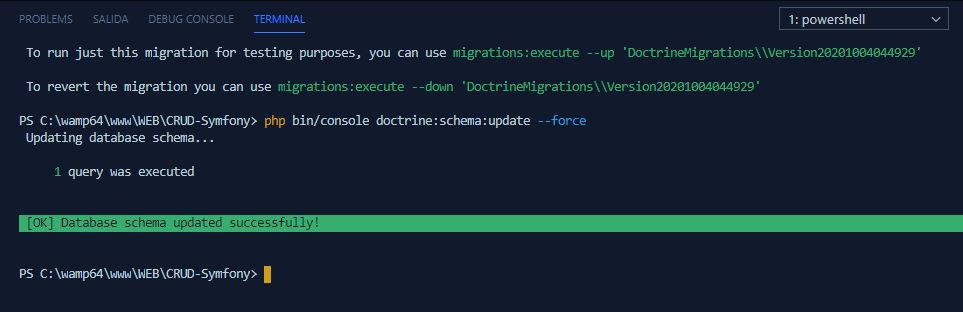 PROBLEMS SALIDA DEBUG CONSOLE TERMINAL 1: powershell
To run just this migration for testing purposes, you can use migrations:execute --up 'DoctrineMigrations\\Version20201004044929'
To revert the migration you can use migrations:execute --down 'DoctrineMigrations\\Version20201004044929'
PS C:\wamp64\www\WEB\CRUD-Symfony> php bin/console doctrine:schema:update --force
Updating database schema...
1 query was executed
[OK] Database schema updated successfully!
PS C:\wamp64\www\WEB\CRUD-Symfony>